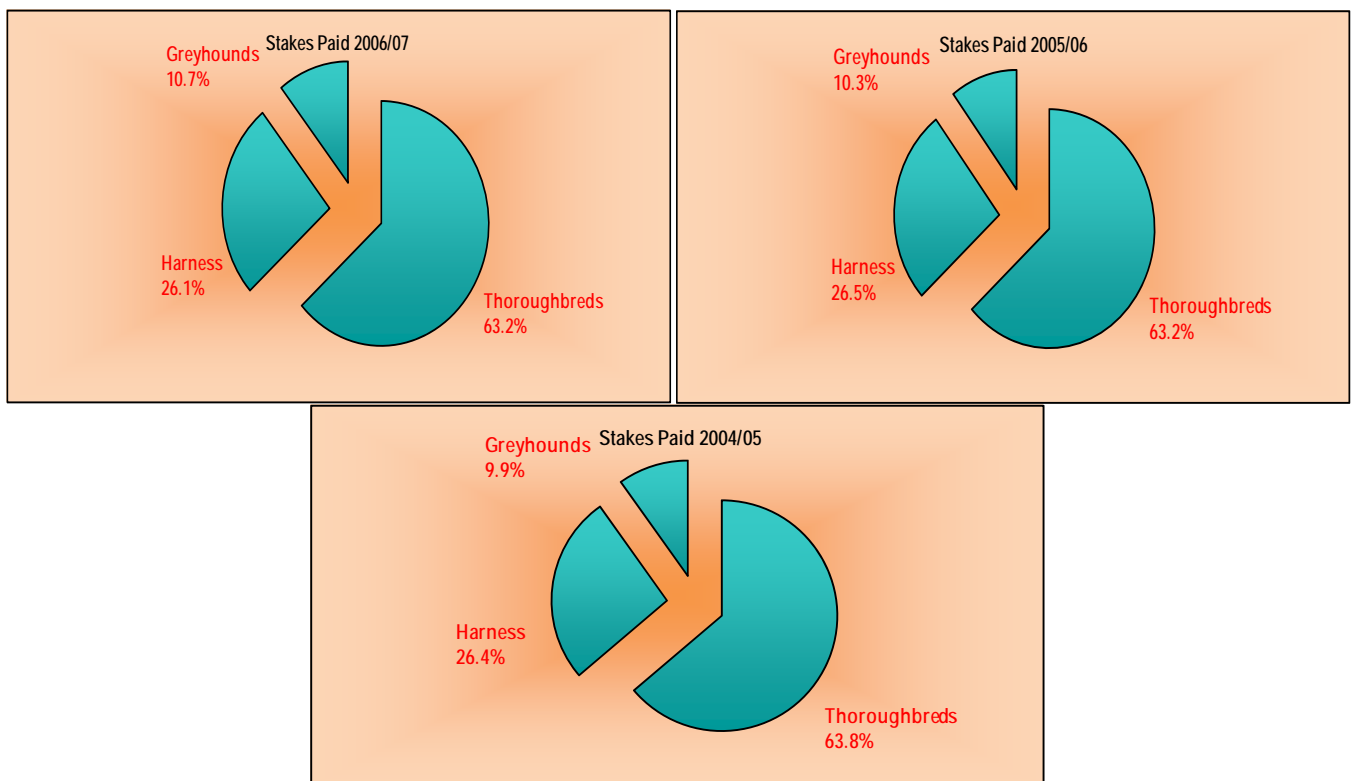 Stakes Paid 2006/07
Greyhounds
10.7%
Harness
26.1%
Thoroughbreds
63.2%
Stakes Paid 2005/06
Greyhounds
10.3%
Harness
26.5%
Thoroughbreds
63.2%
Stakes Paid 2004/05
Greyhounds
9.9%
Harness
26.4%
Thoroughbreds
63.8%